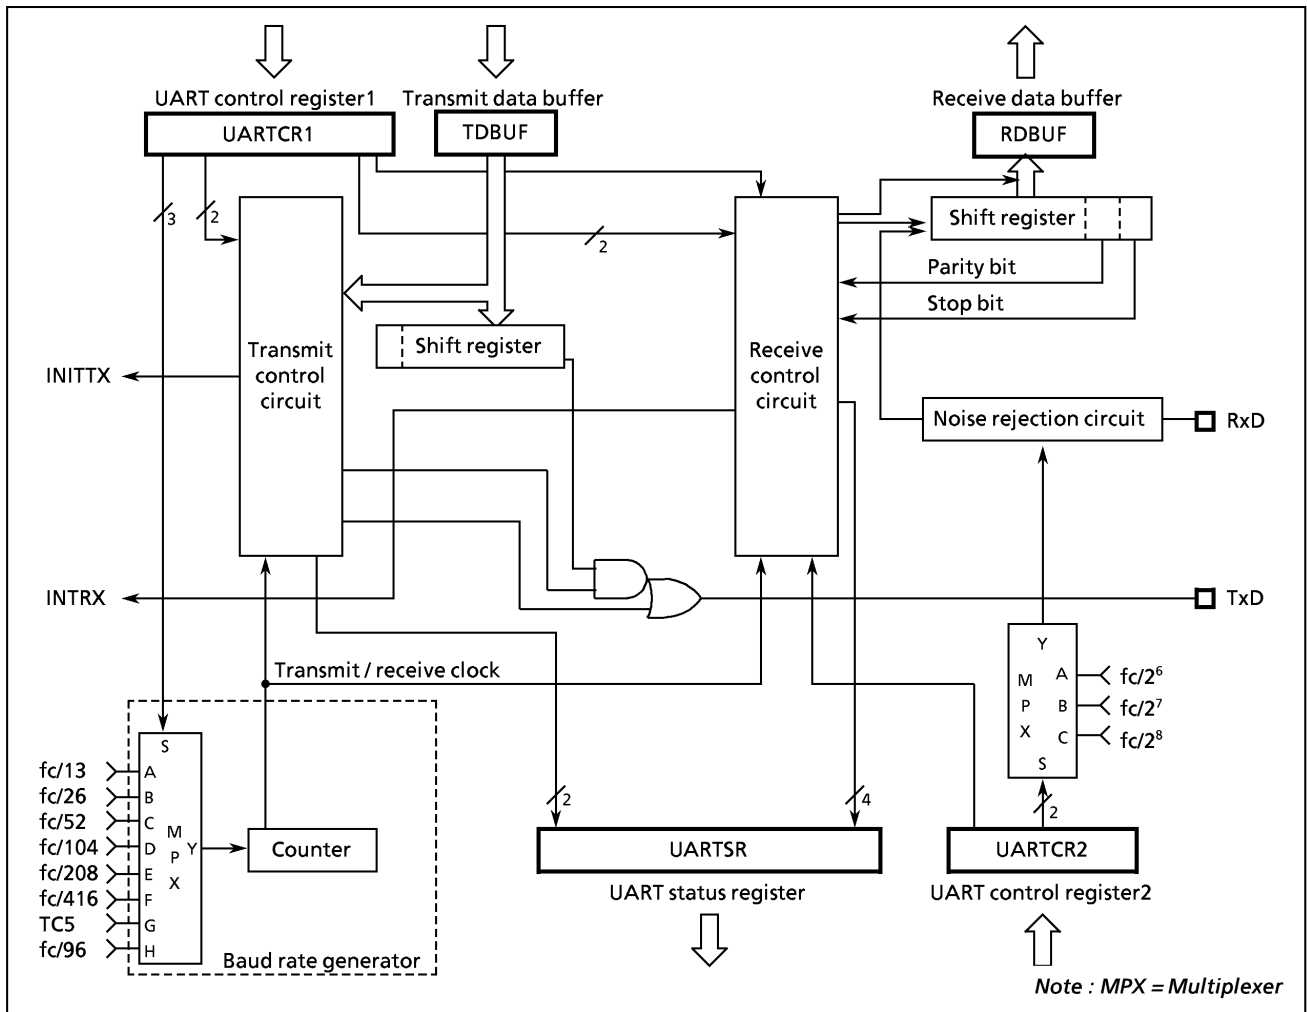 UART control register1
Transmit data buffer
Receive data buffer
UARTCR1
TDBUF
RDBUF
3
2
2
Shift register
Parity bit
Stop bit
Shift register
Transmit
control
circuit
Receive
control
circuit
INITTX
Noise rejection circuit
RxD
INTRX
TxD
Transmit / receive clock
Y
M
P
X
A
B
C
S
fc/2⁶
fc/2⁷
fc/2⁸
S
fc/13
A
fc/26
B
fc/52
C
fc/104
D
fc/208
E
fc/416
F
TC5
G
fc/96
H
M
P
X
Y
Counter
Baud rate generator
2
4
2
UARTSR
UART status register
UARTCR2
UART control register2
Note : MPX = Multiplexer